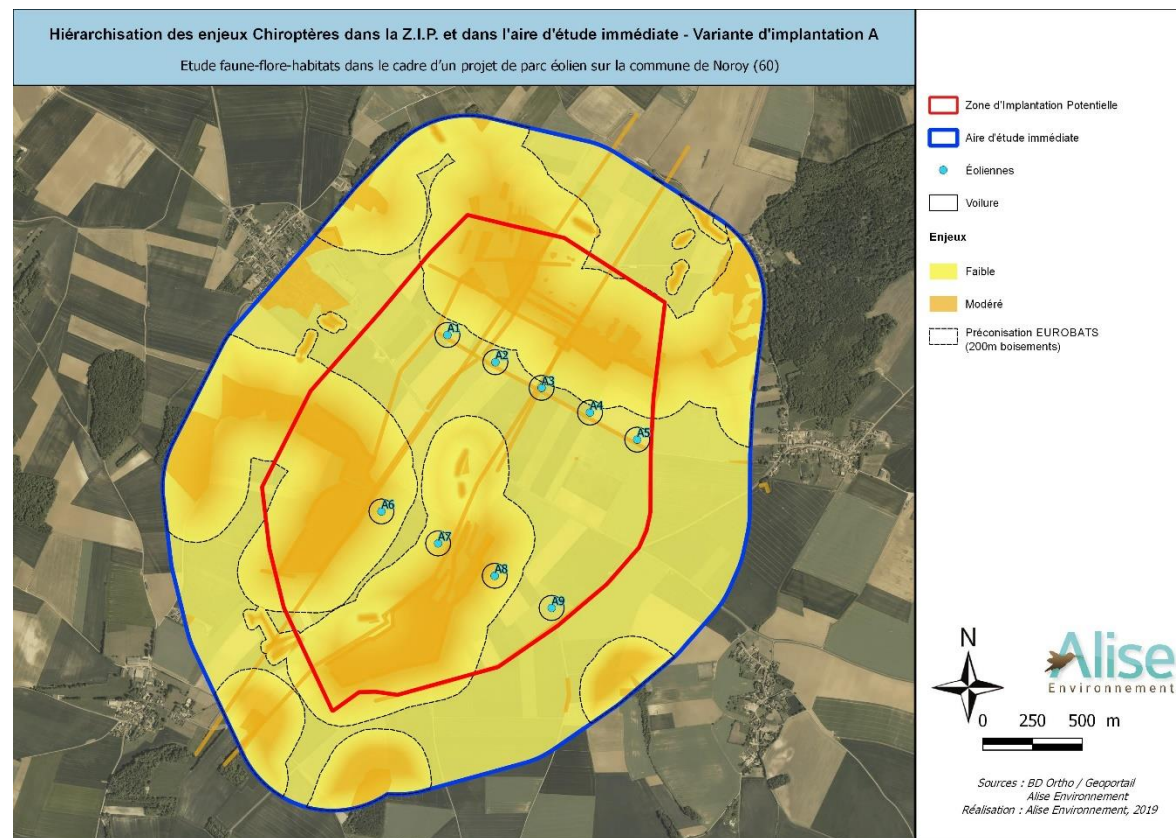 Hiérarchisation des enjeux Chiroptères dans la Z.I.P. et dans l'aire d'étude immédiate - Variante d'implantation A
Etude faune-flore-habitats dans le cadre d'un projet de parc éolien sur la commune de Noroy (60)
Zone d'Implantation Potentielle
Aire d'étude immédiate
Éoliennes
Voilure
Enjeux
Faible
Modéré
Préconisation EUROBATS
(200m boisements)
A1
A2
A3
A4
A5
A6
A7
A8
A9
N
Alise
Environnement
0 250 500 m
Sources : BD Ortho / Geoportail
Alise Environnement
Réalisation : Alise Environnement, 2019